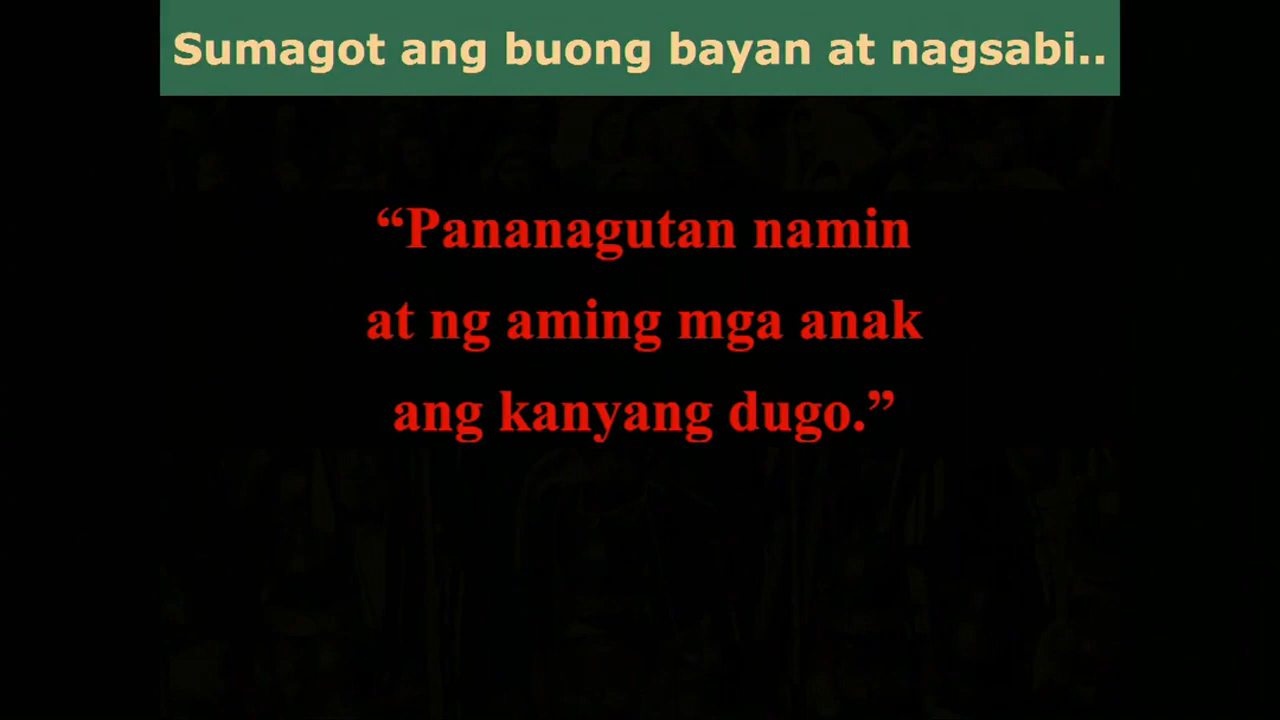 Sumagot ang buong bayan at nagsabi..
“Pananagutan namin
at ng aming mga anak
ang kanyang dugo.”